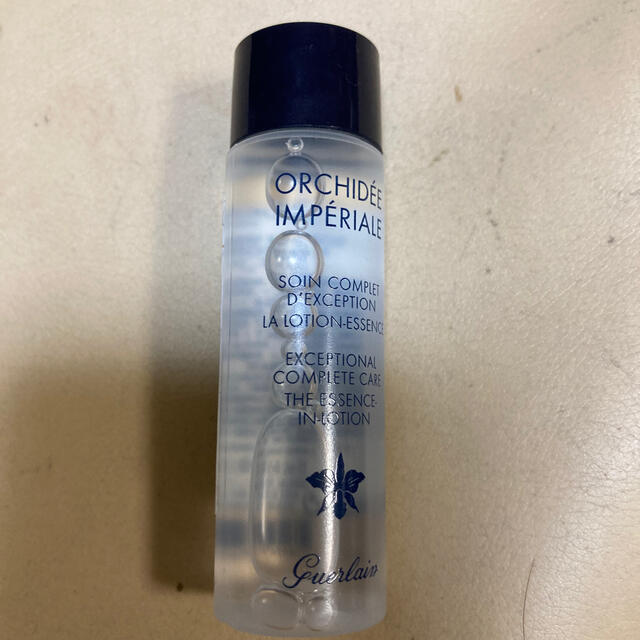 ORCHIDÉE
IMPÉRIALE
SOIN COMPLET
D'EXCEPTION
LA LOTION-ESSENCE
EXCEPTIONAL
COMPLETE CARE
THE ESSENCE-
IN-LOTION
Guerlain